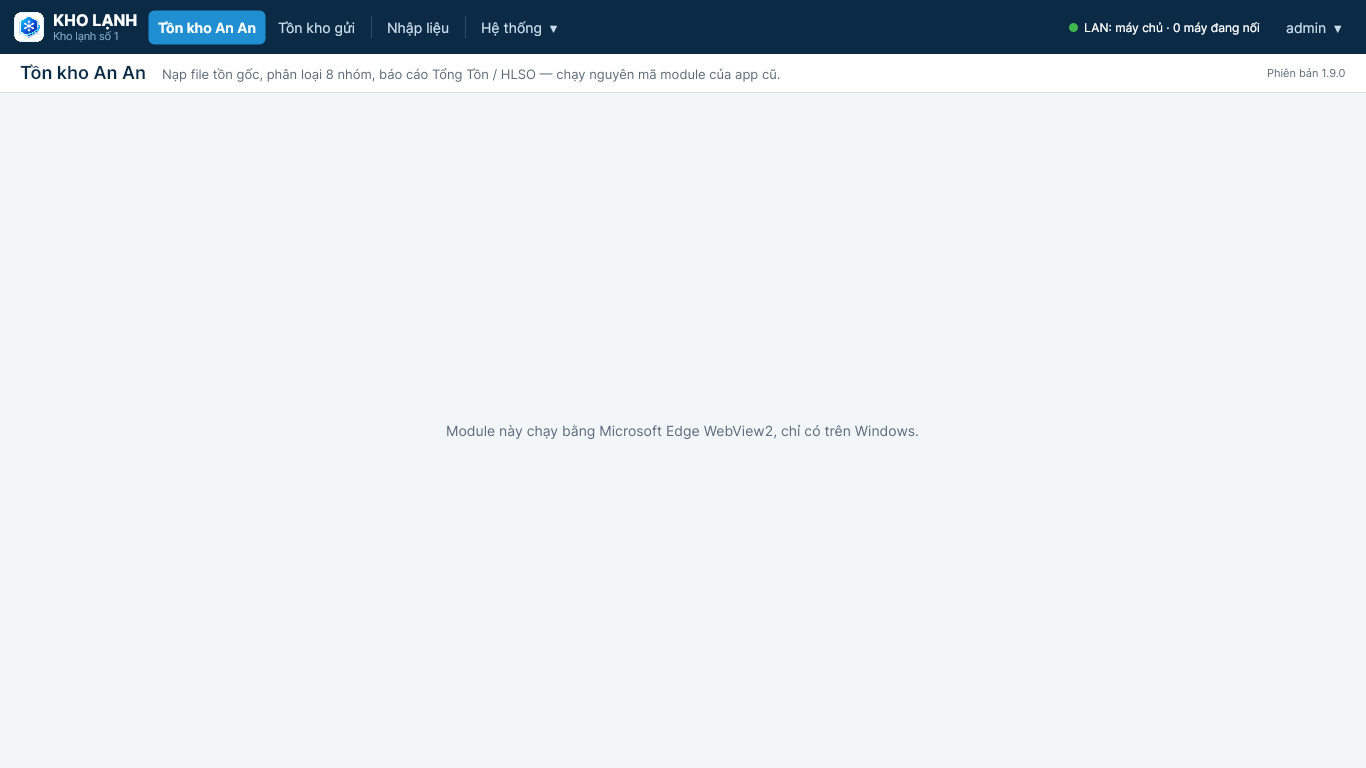 KHO LẠNH
Kho lạnh số 1
Tồn kho An An
Tồn kho gửi
Nhập liệu
Hệ thống ▾
LAN: máy chủ · 0 máy đang nối
admin ▾
Tồn kho An An
Nạp file tồn gốc, phân loại 8 nhóm, báo cáo Tổng Tồn / HLSO — chạy nguyên mã module của app cũ.
Phiên bản 1.9.0
Module này chạy bằng Microsoft Edge WebView2, chỉ có trên Windows.